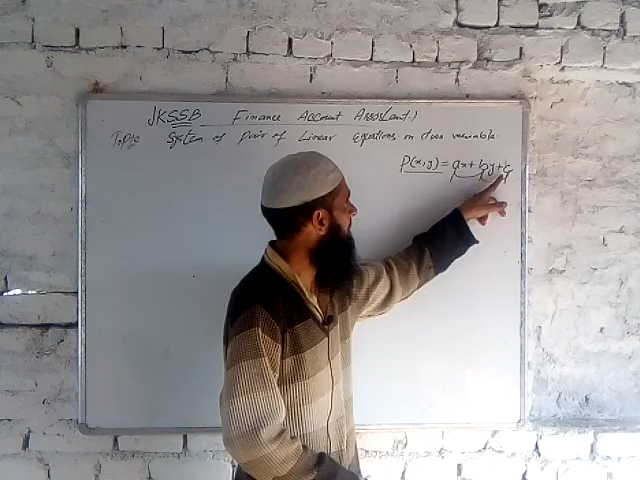 JKSSB Finance Account Assistant)
Topic System of pair of Linear Equations in two variable
P(x,y) = ax+by+c